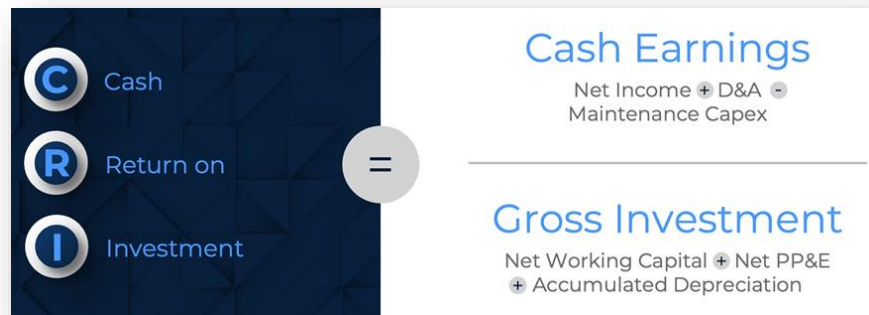 C Cash
R Return on
I Investment
=
Cash Earnings
Net Income + D&A -
Maintenance Capex
Gross Investment
Net Working Capital + Net PP&E
+ Accumulated Depreciation